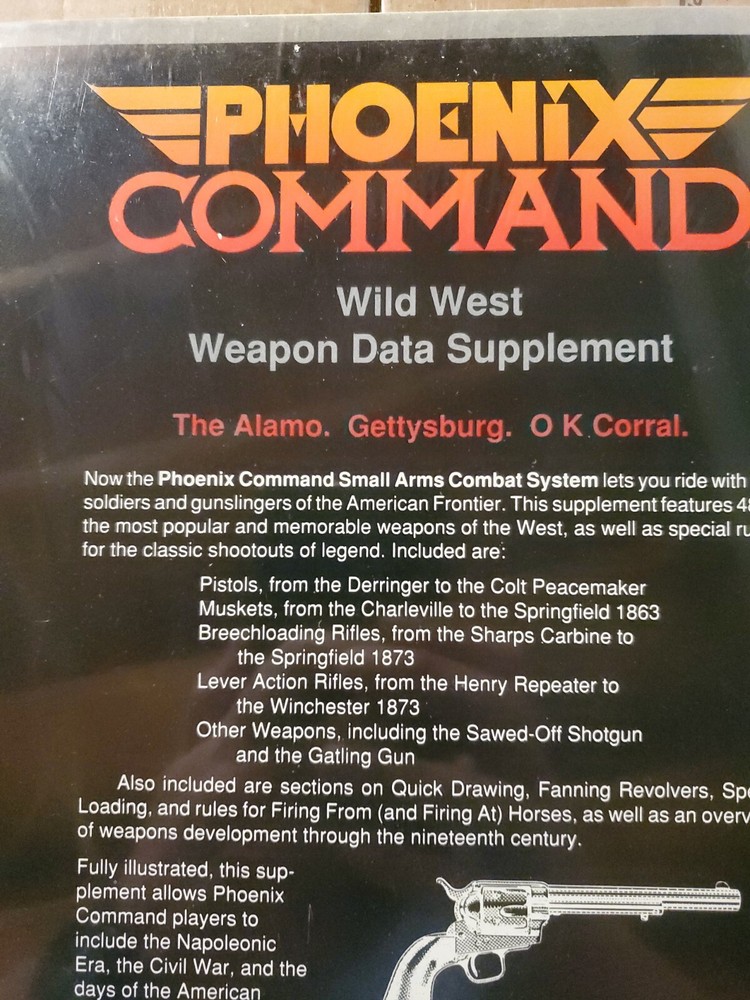 PHOENIX
COMMAND
Wild West
Weapon Data Supplement
The Alamo. Gettysburg. O K Corral.
Now the Phoenix Command Small Arms Combat System lets you ride with
soldiers and gunslingers of the American Frontier. This supplement features
the most popular and memorable weapons of the West, as well as special
for the classic shootouts of legend. Included are:
Pistols, from the Derringer to the Colt Peacemaker
Muskets, from the Charleville to the Springfield 1863
Breechloading Rifles, from the Sharps Carbine to
the Springfield 1873
Lever Action Rifles, from the Henry Repeater to
the Winchester 1873
Other Weapons, including the Sawed-Off Shotgun
and the Gatling Gun
Also included are sections on Quick Drawing, Fanning Revolvers,
Loading, and rules for Firing From (and Firing At) Horses, as well as an
of weapons development through the nineteenth century.
Fully illustrated, this sup-
plement allows Phoenix
Command players to
include the Napoleonic
Era, the Civil War, and the
days of the American